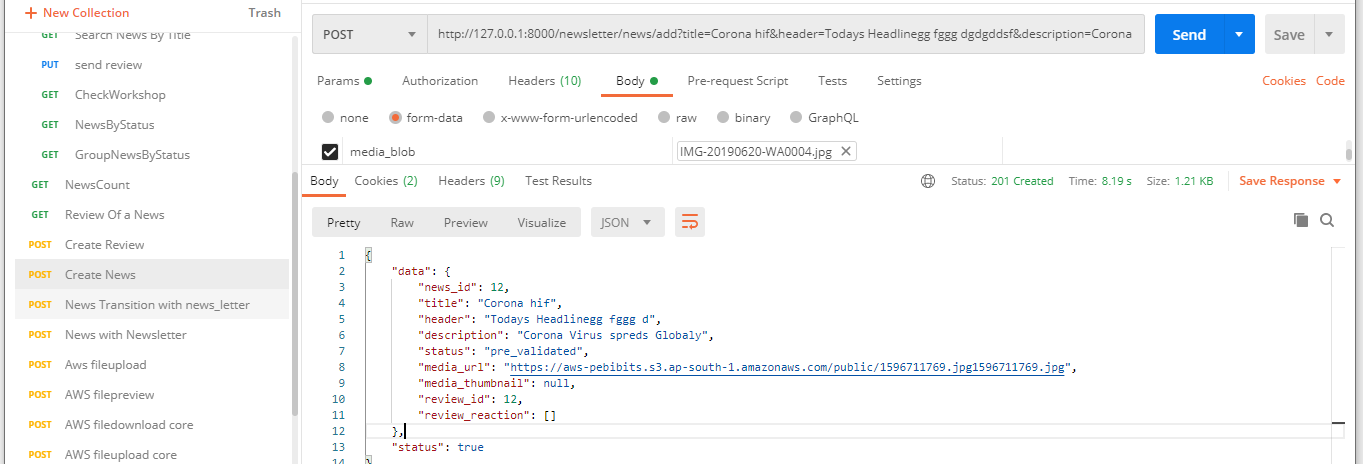 New Collection Trash
GET Search News By Title
PUT send review
GET CheckWorkshop
GET NewsByStatus
GET GroupNewsByStatus
GET NewsCount
GET Review Of a News
POST Create Review
POST Create News
POST News Transition with news_letter
POST News with Newsletter
POST Aws fileupload
POST AWS filepreview
POST AWS filedownload core
POST AWS fileupload core
POST http://127.0.0.1:8000/newsletter/news/add?title=Corona hif&header=Todays Headlinegg fggg dgdgddsf&description=Corona Send Save
Params Authorization Headers (10) Body Pre-request Script Tests Settings Cookies Code
none form-data x-www-form-urlencoded raw binary GraphQL
media_blob IMG-20190620-WA0004.jpg
Body Cookies (2) Headers (9) Test Results Status: 201 Created Time: 8.19 s Size: 1.21 KB Save Response
Pretty Raw Preview Visualize JSON
1 {
2 "data": {
3 "news_id": 12,
4 "title": "Corona hif",
5 "header": "Todays Headlinegg fggg d",
6 "description": "Corona Virus spreds Globaly",
7 "status": "pre_validated",
8 "media_url": "https://aws-pebibits.s3.ap-south-1.amazonaws.com/public/1596711769.jpg1596711769.jpg",
9 "media_thumbnail": null,
10 "review_id": 12,
11 "review_reaction": []
12 },
13 "status": true
14 }